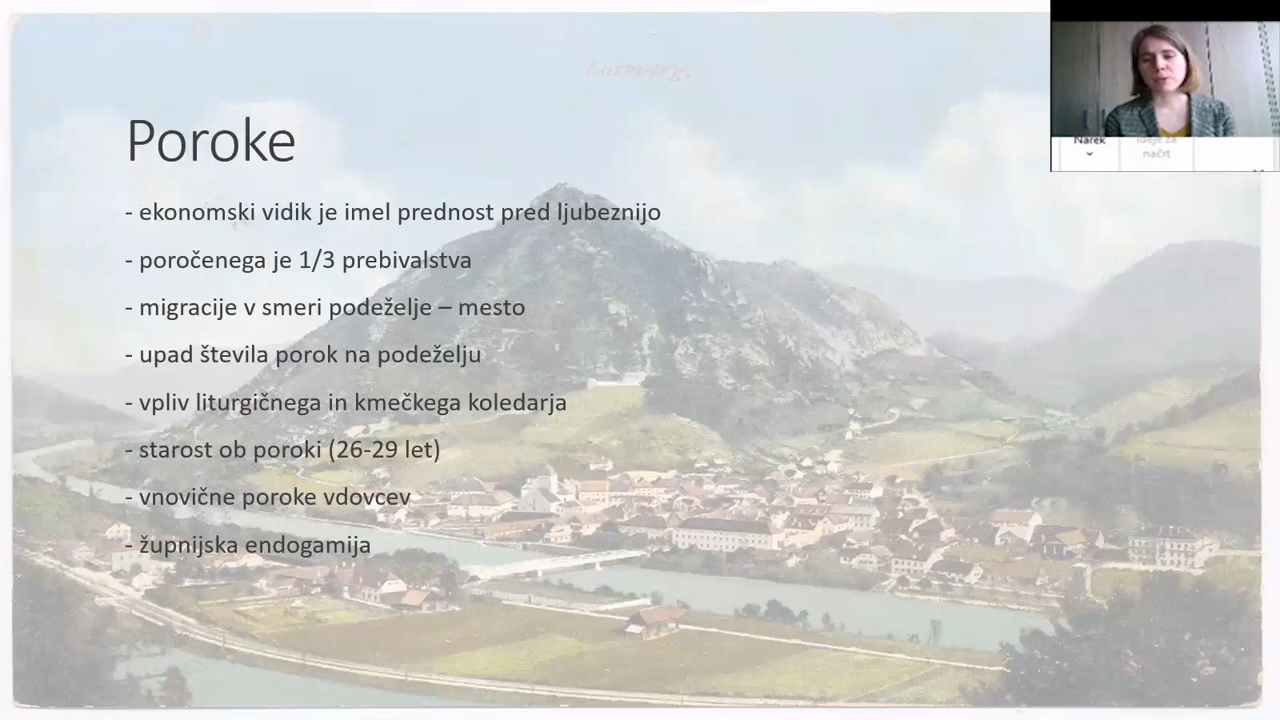 Poroke
- ekonomski vidik je imel prednost pred ljubeznijo
- poročenega je 1/3 prebivalstva
- migracije v smeri podeželje – mesto
- upad števila porok na podeželju
- vpliv liturgičnega in kmečkega koledarja
- starost ob poroki (26-29 let)
- vnovične poroke vdovcev
- župnijska endogamija
Narek
Ideje za
načrt